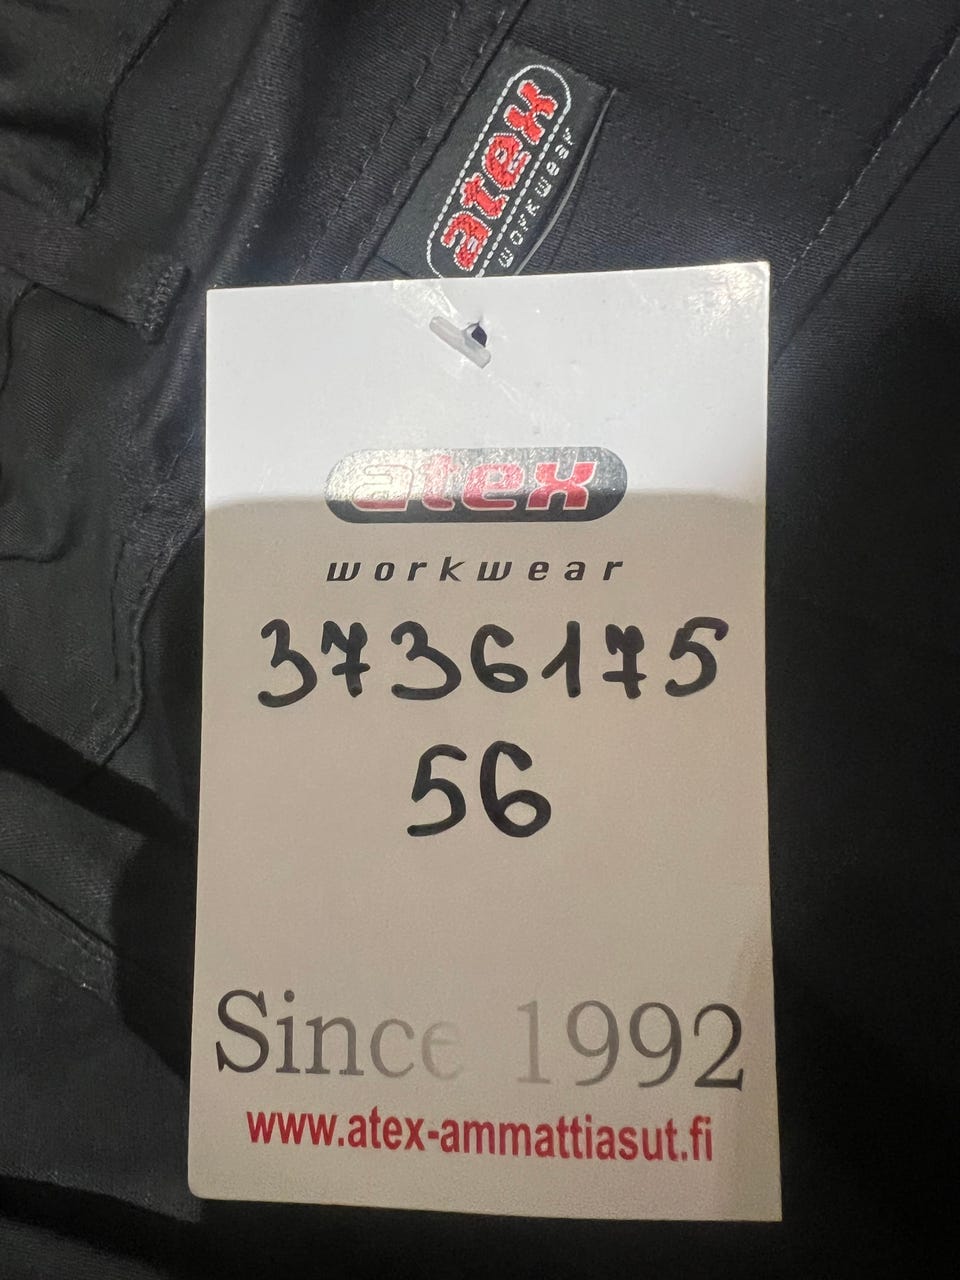 atex
workwear
atex
workwear
3736175
56
Since 1992
www.atex-ammattiasut.fi